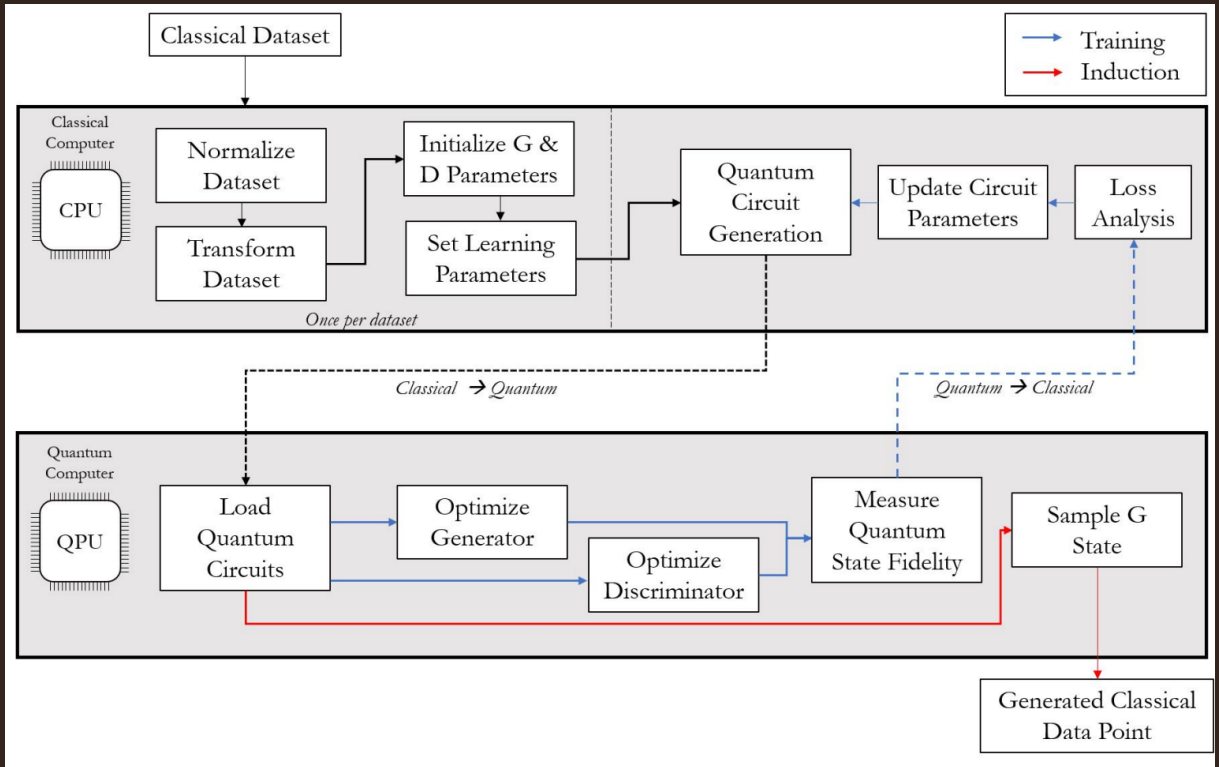 Classical Dataset
Training
Induction
Classical
Computer
CPU
Normalize
Dataset
Transform
Dataset
Initialize G &
D Parameters
Set Learning
Parameters
Once per dataset
Quantum
Circuit
Generation
Update Circuit
Parameters
Loss
Analysis
Classical → Quantum
Quantum → Classical
Quantum
Computer
QPU
Load
Quantum
Circuits
Optimize
Generator
Optimize
Discriminator
Measure
Quantum
State Fidelity
Sample G
State
Generated Classical
Data Point